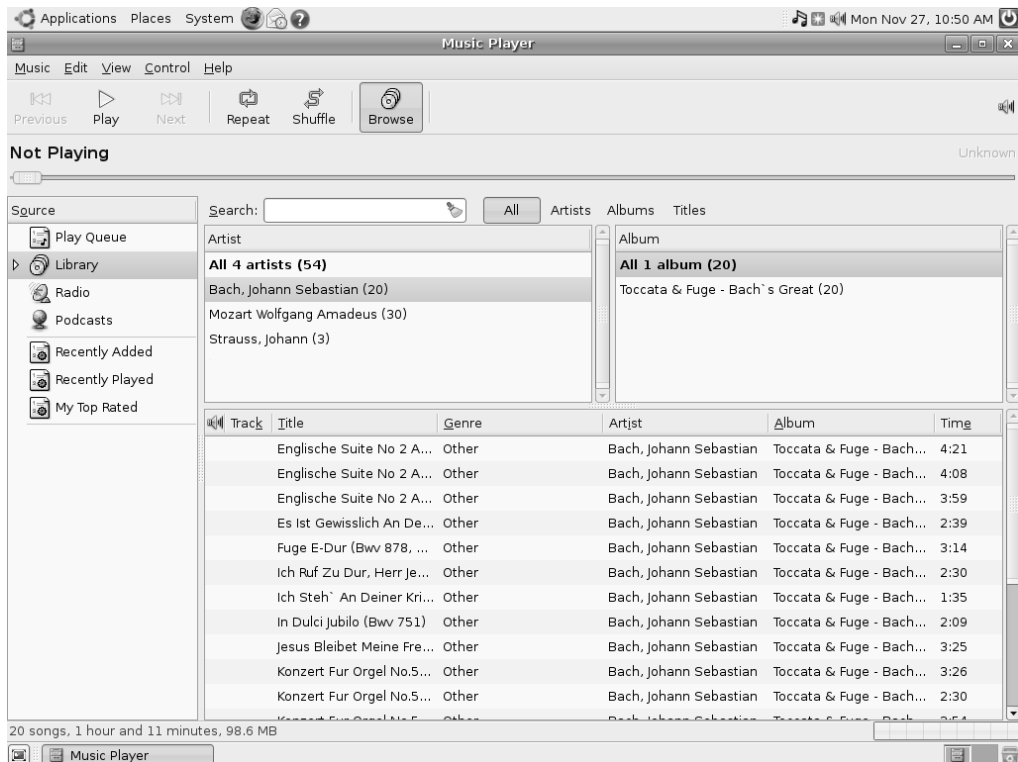 Applications Places System Mon Nov 27, 10:50 AM
Music Player
Music Edit View Control Help
Previous Play Next Repeat Shuffle Browse
Not Playing Unknown
Source
Play Queue
Library
Radio
Podcasts
Recently Added
Recently Played
My Top Rated
Search: All Artists Albums Titles
Artist
All 4 artists (54)
Bach, Johann Sebastian (20)
Mozart Wolfgang Amadeus (30)
Strauss, Johann (3)
Album
All 1 album (20)
Toccata & Fuge - Bach`s Great (20)
Track Title Genre Artist Album Time
Englische Suite No 2 A... Other Bach, Johann Sebastian Toccata & Fuge - Bach... 4:21
Englische Suite No 2 A... Other Bach, Johann Sebastian Toccata & Fuge - Bach... 4:08
Englische Suite No 2 A... Other Bach, Johann Sebastian Toccata & Fuge - Bach... 3:59
Es Ist Gewisslich An De... Other Bach, Johann Sebastian Toccata & Fuge - Bach... 2:39
Fuge E-Dur (Bwv 878, ... Other Bach, Johann Sebastian Toccata & Fuge - Bach... 3:14
Ich Ruf Zu Dur, Herr Je... Other Bach, Johann Sebastian Toccata & Fuge - Bach... 2:30
Ich Steh` An Deiner Kri... Other Bach, Johann Sebastian Toccata & Fuge - Bach... 1:35
In Dulci Jubilo (Bwv 751) Other Bach, Johann Sebastian Toccata & Fuge - Bach... 2:09
Jesus Bleibet Meine Fre... Other Bach, Johann Sebastian Toccata & Fuge - Bach... 3:25
Konzert Fur Orgel No.5... Other Bach, Johann Sebastian Toccata & Fuge - Bach... 3:26
Konzert Fur Orgel No.5... Other Bach, Johann Sebastian Toccata & Fuge - Bach... 2:30
20 songs, 1 hour and 11 minutes, 98.6 MB
Music Player